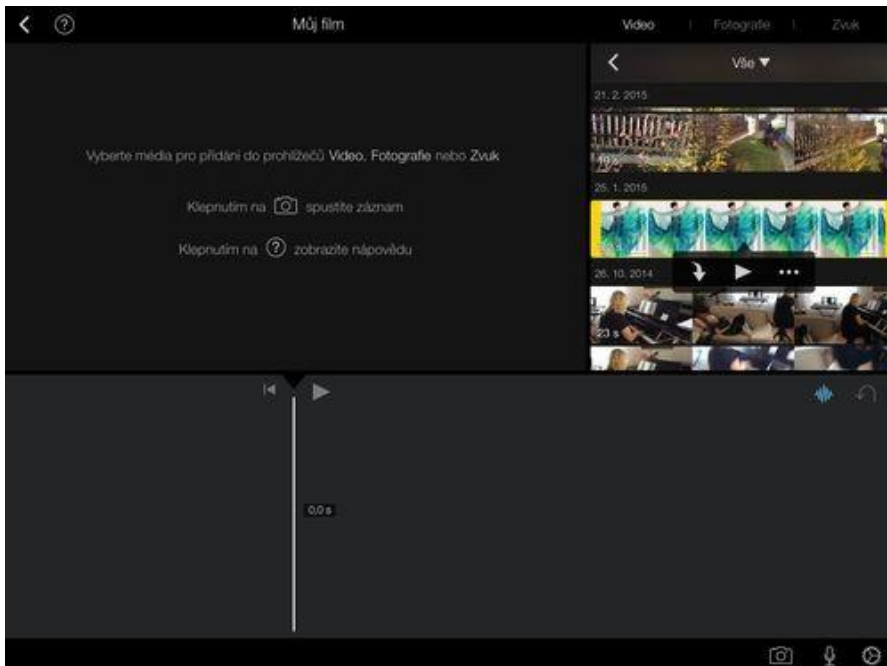 Můj film
Video
Fotografie
Zvuk
Vše ▼
21. 2. 2015
Vyberte média pro přidání do prohlížečů Video, Fotografie nebo Zvuk
25. 1. 2015
Klepnutím na spustíte záznam
Klepnutím na ? zobrazíte nápovědu
26. 10. 2014
23 s
0,0 s